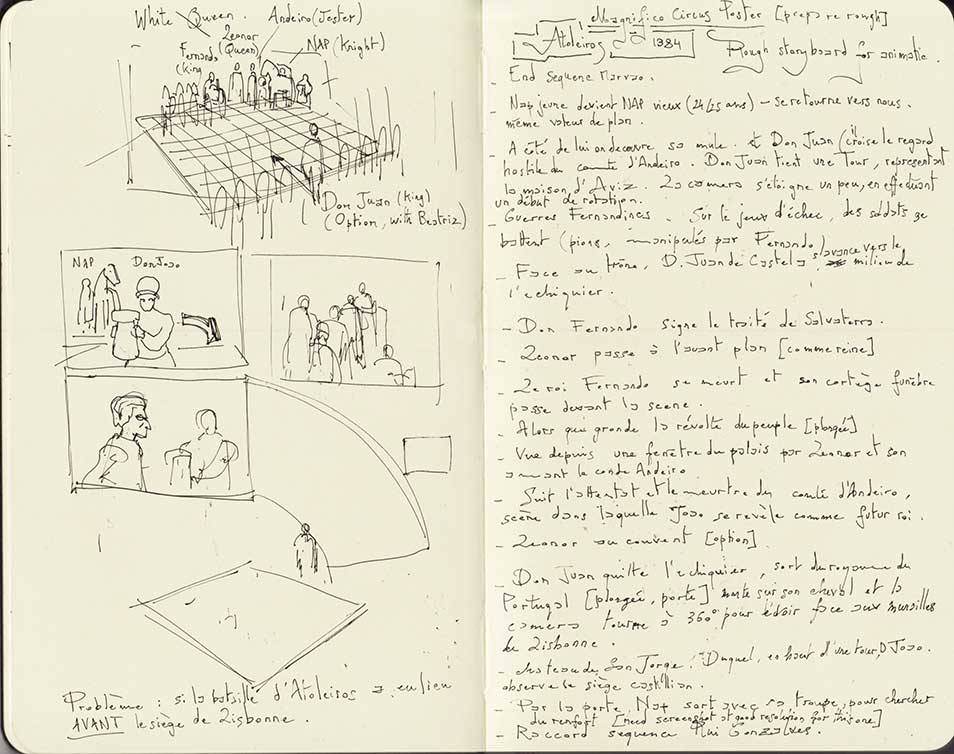 White Queen. Andeiro (Jester)
Leonor
(Queen)
Fernando
(King
NAP (Knight)
Don Juan (King)
(Option, with Beatriz)
NAP Don Joao
Problème : si la bataille d'Atoleiros a eu lieu
AVANT le siège de Lisbonne.
Magnifico Circus Poster [prepare rough]
Atoleiros 1384
Rough storyboard for animatic.
- End sequence Marvao.
- Nap jeune devient NAP vieux (24/25 ans) - se retourne vers nous.
même valeur de plan.
- A côté de lui on decouvre sa mule. et Don Juan (il croise le regard
hostile du comte d'Andeiro. Don Juan tient une Tour, representant
la maison d'Aviz. La camera s'éloigne un peu, en effectuant
un début de rotation.
Guerres Fernandines. Sur le jeux d'échec, des soldats se
battent (pions, manipulés par Fernando)
- Face au trône, D. Juan de Castela s'avance vers le milieu de
l'echiquier.
- Don Fernando signe le traité de Salvaterra.
- Leonor passe à l'avant plan [comme reine]
- Le roi Fernando se meurt et son cortège funèbre
passe devant la scene.
- Alors que gronde la révolte du peuple [plongée]
- Vue depuis une fenetre du palais par Leonor et son
amant le conde Andeiro
- Suit l'attentat et le meurtre du comte d'Andeiro,
scène dans laquelle Joao se revèle comme futur roi.
- Leonor au couvent [option]
- Don Juan quitte l'echiquier, sort du royaume du
Portugal [plongée, porte] monte sur son cheval et la
caméra tourne à 360° pour établir face aux murailles
de Lisbonne.
- chateau de San Jorge. Duquel, en haut d'une tour, D Joao.
observe le siège castillan.
- Par la porte, Nap sort avec sa troupe, pour chercher
du renfort [need screenshot at good resolution for this one]
- Raccord sequence Rui Gonzalves.